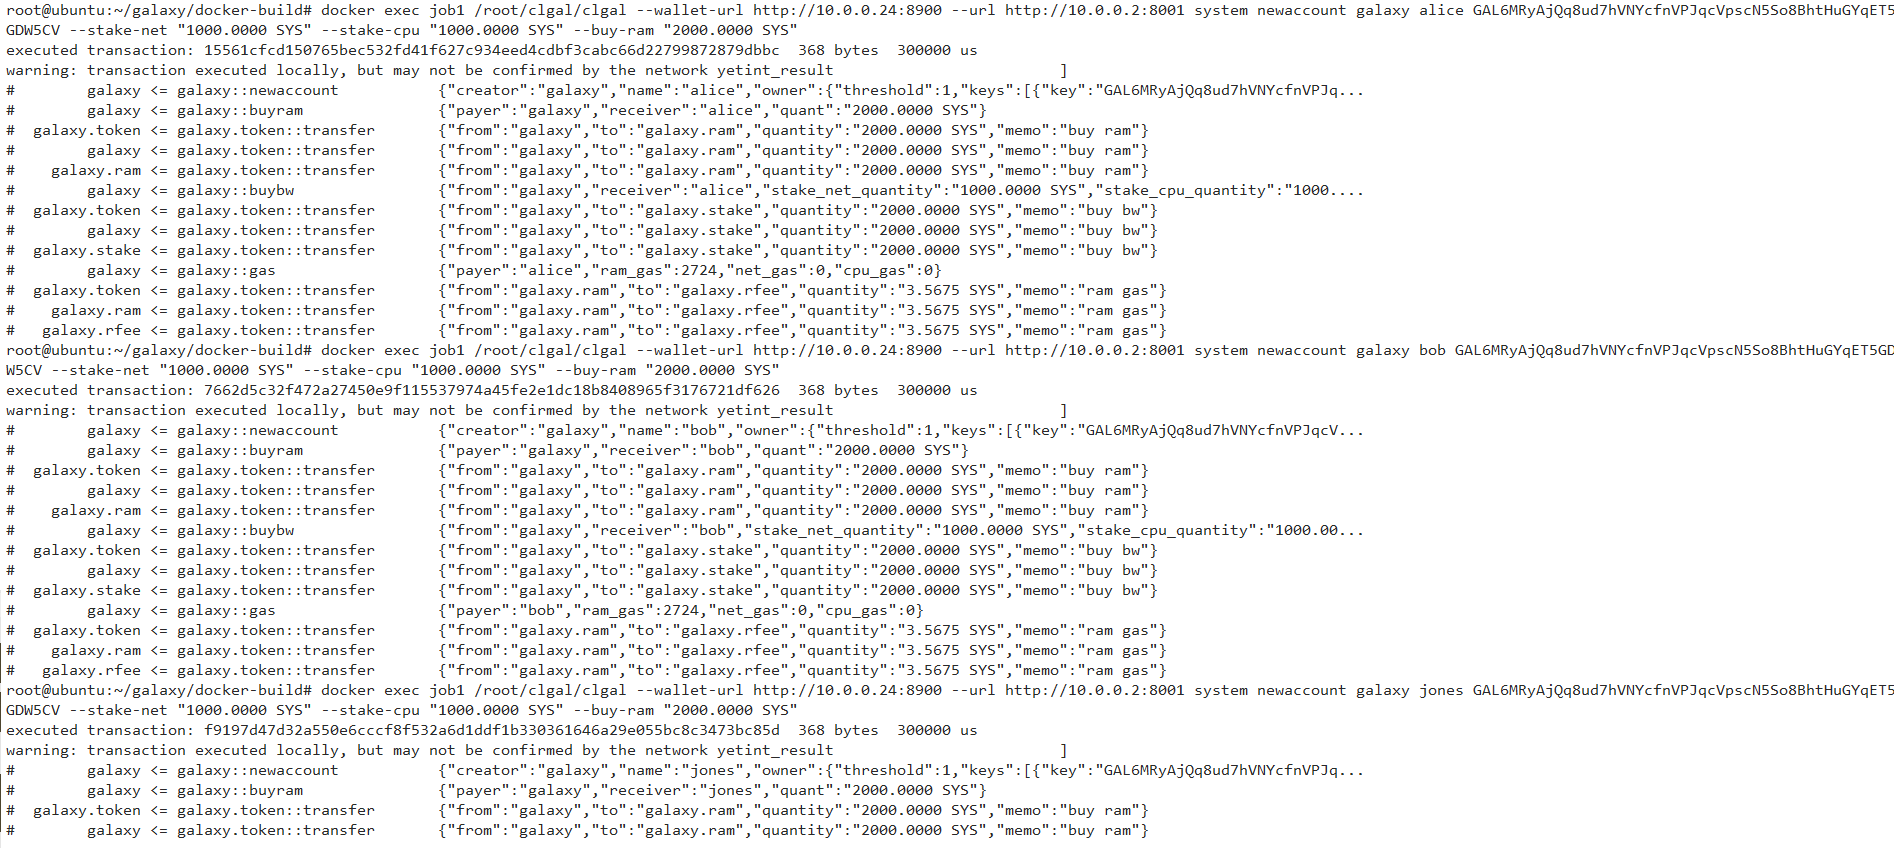 root@ubuntu:~/galaxy/docker-build# docker exec job1 /root/clgal/clgal --wallet-url http://10.0.0.24:8900 --url http://10.0.0.2:8001 system newaccount galaxy alice GAL6MRyAjQq8ud7hVNYcfnVPJqcVpscN5So8BhtHuGYqET5
GDW5CV --stake-net "1000.0000 SYS" --stake-cpu "1000.0000 SYS" --buy-ram "2000.0000 SYS"
executed transaction: 15561cfcd150765bec532fd41f627c934eed4cdbf3cabc66d22799872879dbbc  368 bytes  300000 us
warning: transaction executed locally, but may not be confirmed by the network yetint_result                         ]
#        galaxy <= galaxy::newaccount           {"creator":"galaxy","name":"alice","owner":{"threshold":1,"keys":[{"key":"GAL6MRyAjQq8ud7hVNYcfnVPJq...
#        galaxy <= galaxy::buyram               {"payer":"galaxy","receiver":"alice","quant":"2000.0000 SYS"}
#  galaxy.token <= galaxy.token::transfer       {"from":"galaxy","to":"galaxy.ram","quantity":"2000.0000 SYS","memo":"buy ram"}
#        galaxy <= galaxy.token::transfer       {"from":"galaxy","to":"galaxy.ram","quantity":"2000.0000 SYS","memo":"buy ram"}
#    galaxy.ram <= galaxy.token::transfer       {"from":"galaxy","to":"galaxy.ram","quantity":"2000.0000 SYS","memo":"buy ram"}
#        galaxy <= galaxy::buybw                {"from":"galaxy","receiver":"alice","stake_net_quantity":"1000.0000 SYS","stake_cpu_quantity":"1000....
#  galaxy.token <= galaxy.token::transfer       {"from":"galaxy","to":"galaxy.stake","quantity":"2000.0000 SYS","memo":"buy bw"}
#        galaxy <= galaxy.token::transfer       {"from":"galaxy","to":"galaxy.stake","quantity":"2000.0000 SYS","memo":"buy bw"}
#  galaxy.stake <= galaxy.token::transfer       {"from":"galaxy","to":"galaxy.stake","quantity":"2000.0000 SYS","memo":"buy bw"}
#        galaxy <= galaxy::gas                  {"payer":"alice","ram_gas":2724,"net_gas":0,"cpu_gas":0}
#  galaxy.token <= galaxy.token::transfer       {"from":"galaxy.ram","to":"galaxy.rfee","quantity":"3.5675 SYS","memo":"ram gas"}
#    galaxy.ram <= galaxy.token::transfer       {"from":"galaxy.ram","to":"galaxy.rfee","quantity":"3.5675 SYS","memo":"ram gas"}
#   galaxy.rfee <= galaxy.token::transfer       {"from":"galaxy.ram","to":"galaxy.rfee","quantity":"3.5675 SYS","memo":"ram gas"}
root@ubuntu:~/galaxy/docker-build# docker exec job1 /root/clgal/clgal --wallet-url http://10.0.0.24:8900 --url http://10.0.0.2:8001 system newaccount galaxy bob GAL6MRyAjQq8ud7hVNYcfnVPJqcVpscN5So8BhtHuGYqET5GD
W5CV --stake-net "1000.0000 SYS" --stake-cpu "1000.0000 SYS" --buy-ram "2000.0000 SYS"
executed transaction: 7662d5c32f472a27450e9f115537974a45fe2e1dc18b8408965f3176721df626  368 bytes  300000 us
warning: transaction executed locally, but may not be confirmed by the network yetint_result                         ]
#        galaxy <= galaxy::newaccount           {"creator":"galaxy","name":"bob","owner":{"threshold":1,"keys":[{"key":"GAL6MRyAjQq8ud7hVNYcfnVPJqcV...
#        galaxy <= galaxy::buyram               {"payer":"galaxy","receiver":"bob","quant":"2000.0000 SYS"}
#  galaxy.token <= galaxy.token::transfer       {"from":"galaxy","to":"galaxy.ram","quantity":"2000.0000 SYS","memo":"buy ram"}
#        galaxy <= galaxy.token::transfer       {"from":"galaxy","to":"galaxy.ram","quantity":"2000.0000 SYS","memo":"buy ram"}
#    galaxy.ram <= galaxy.token::transfer       {"from":"galaxy","to":"galaxy.ram","quantity":"2000.0000 SYS","memo":"buy ram"}
#        galaxy <= galaxy::buybw                {"from":"galaxy","receiver":"bob","stake_net_quantity":"1000.0000 SYS","stake_cpu_quantity":"1000.00...
#  galaxy.token <= galaxy.token::transfer       {"from":"galaxy","to":"galaxy.stake","quantity":"2000.0000 SYS","memo":"buy bw"}
#        galaxy <= galaxy.token::transfer       {"from":"galaxy","to":"galaxy.stake","quantity":"2000.0000 SYS","memo":"buy bw"}
#  galaxy.stake <= galaxy.token::transfer       {"from":"galaxy","to":"galaxy.stake","quantity":"2000.0000 SYS","memo":"buy bw"}
#        galaxy <= galaxy::gas                  {"payer":"bob","ram_gas":2724,"net_gas":0,"cpu_gas":0}
#  galaxy.token <= galaxy.token::transfer       {"from":"galaxy.ram","to":"galaxy.rfee","quantity":"3.5675 SYS","memo":"ram gas"}
#    galaxy.ram <= galaxy.token::transfer       {"from":"galaxy.ram","to":"galaxy.rfee","quantity":"3.5675 SYS","memo":"ram gas"}
#   galaxy.rfee <= galaxy.token::transfer       {"from":"galaxy.ram","to":"galaxy.rfee","quantity":"3.5675 SYS","memo":"ram gas"}
root@ubuntu:~/galaxy/docker-build# docker exec job1 /root/clgal/clgal --wallet-url http://10.0.0.24:8900 --url http://10.0.0.2:8001 system newaccount galaxy jones GAL6MRyAjQq8ud7hVNYcfnVPJqcVpscN5So8BhtHuGYqET5
GDW5CV --stake-net "1000.0000 SYS" --stake-cpu "1000.0000 SYS" --buy-ram "2000.0000 SYS"
executed transaction: f9197d47d32a550e6cccf8f532a6d1ddf1b330361646a29e055bc8c3473bc85d  368 bytes  300000 us
warning: transaction executed locally, but may not be confirmed by the network yetint_result                         ]
#        galaxy <= galaxy::newaccount           {"creator":"galaxy","name":"jones","owner":{"threshold":1,"keys":[{"key":"GAL6MRyAjQq8ud7hVNYcfnVPJq...
#        galaxy <= galaxy::buyram               {"payer":"galaxy","receiver":"jones","quant":"2000.0000 SYS"}
#  galaxy.token <= galaxy.token::transfer       {"from":"galaxy","to":"galaxy.ram","quantity":"2000.0000 SYS","memo":"buy ram"}
#        galaxy <= galaxy.token::transfer       {"from":"galaxy","to":"galaxy.ram","quantity":"2000.0000 SYS","memo":"buy ram"}